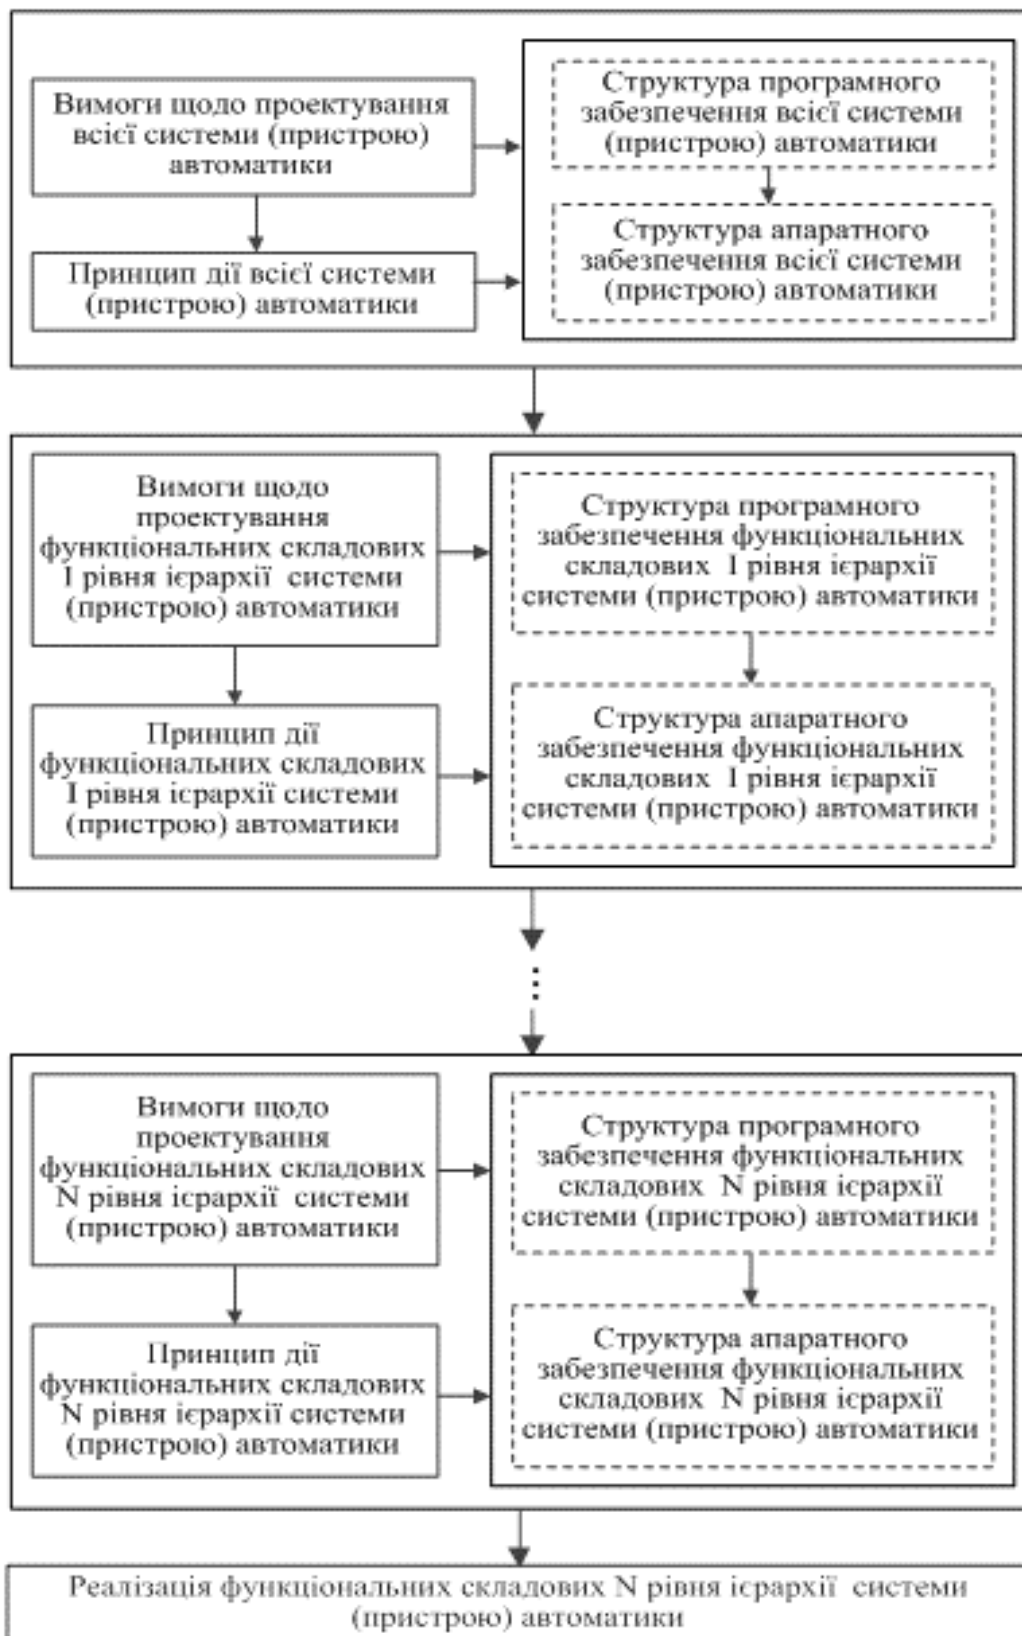 Вимоги щодо проектування
всієї системи (пристрою)
автоматики
Структура програмного
забезпечення всієї системи
(пристрою) автоматики
Принцип дії всієї системи
(пристрою) автоматики
Структура апаратного
забезпечення всієї системи
(пристрою) автоматики
Вимоги щодо
проектування
функціональних складових
І рівня ієрархії системи
(пристрою) автоматики
Структура програмного
забезпечення функціональних
складових І рівня ієрархії
системи (пристрою) автоматики
Принцип дії
функціональних складових
І рівня ієрархії системи
(пристрою) автоматики
Структура апаратного
забезпечення функціональних
складових І рівня ієрархії
системи (пристрою) автоматики
⋮
Вимоги щодо
проектування
функціональних складових
N рівня ієрархії системи
(пристрою) автоматики
Структура програмного
забезпечення функціональних
складових N рівня ієрархії
системи (пристрою) автоматики
Принцип дії
функціональних складових
N рівня ієрархії системи
(пристрою) автоматики
Структура апаратного
забезпечення функціональних
складових N рівня ієрархії
системи (пристрою) автоматики
Реалізація функціональних складових N рівня ієрархії системи
(пристрою) автоматики